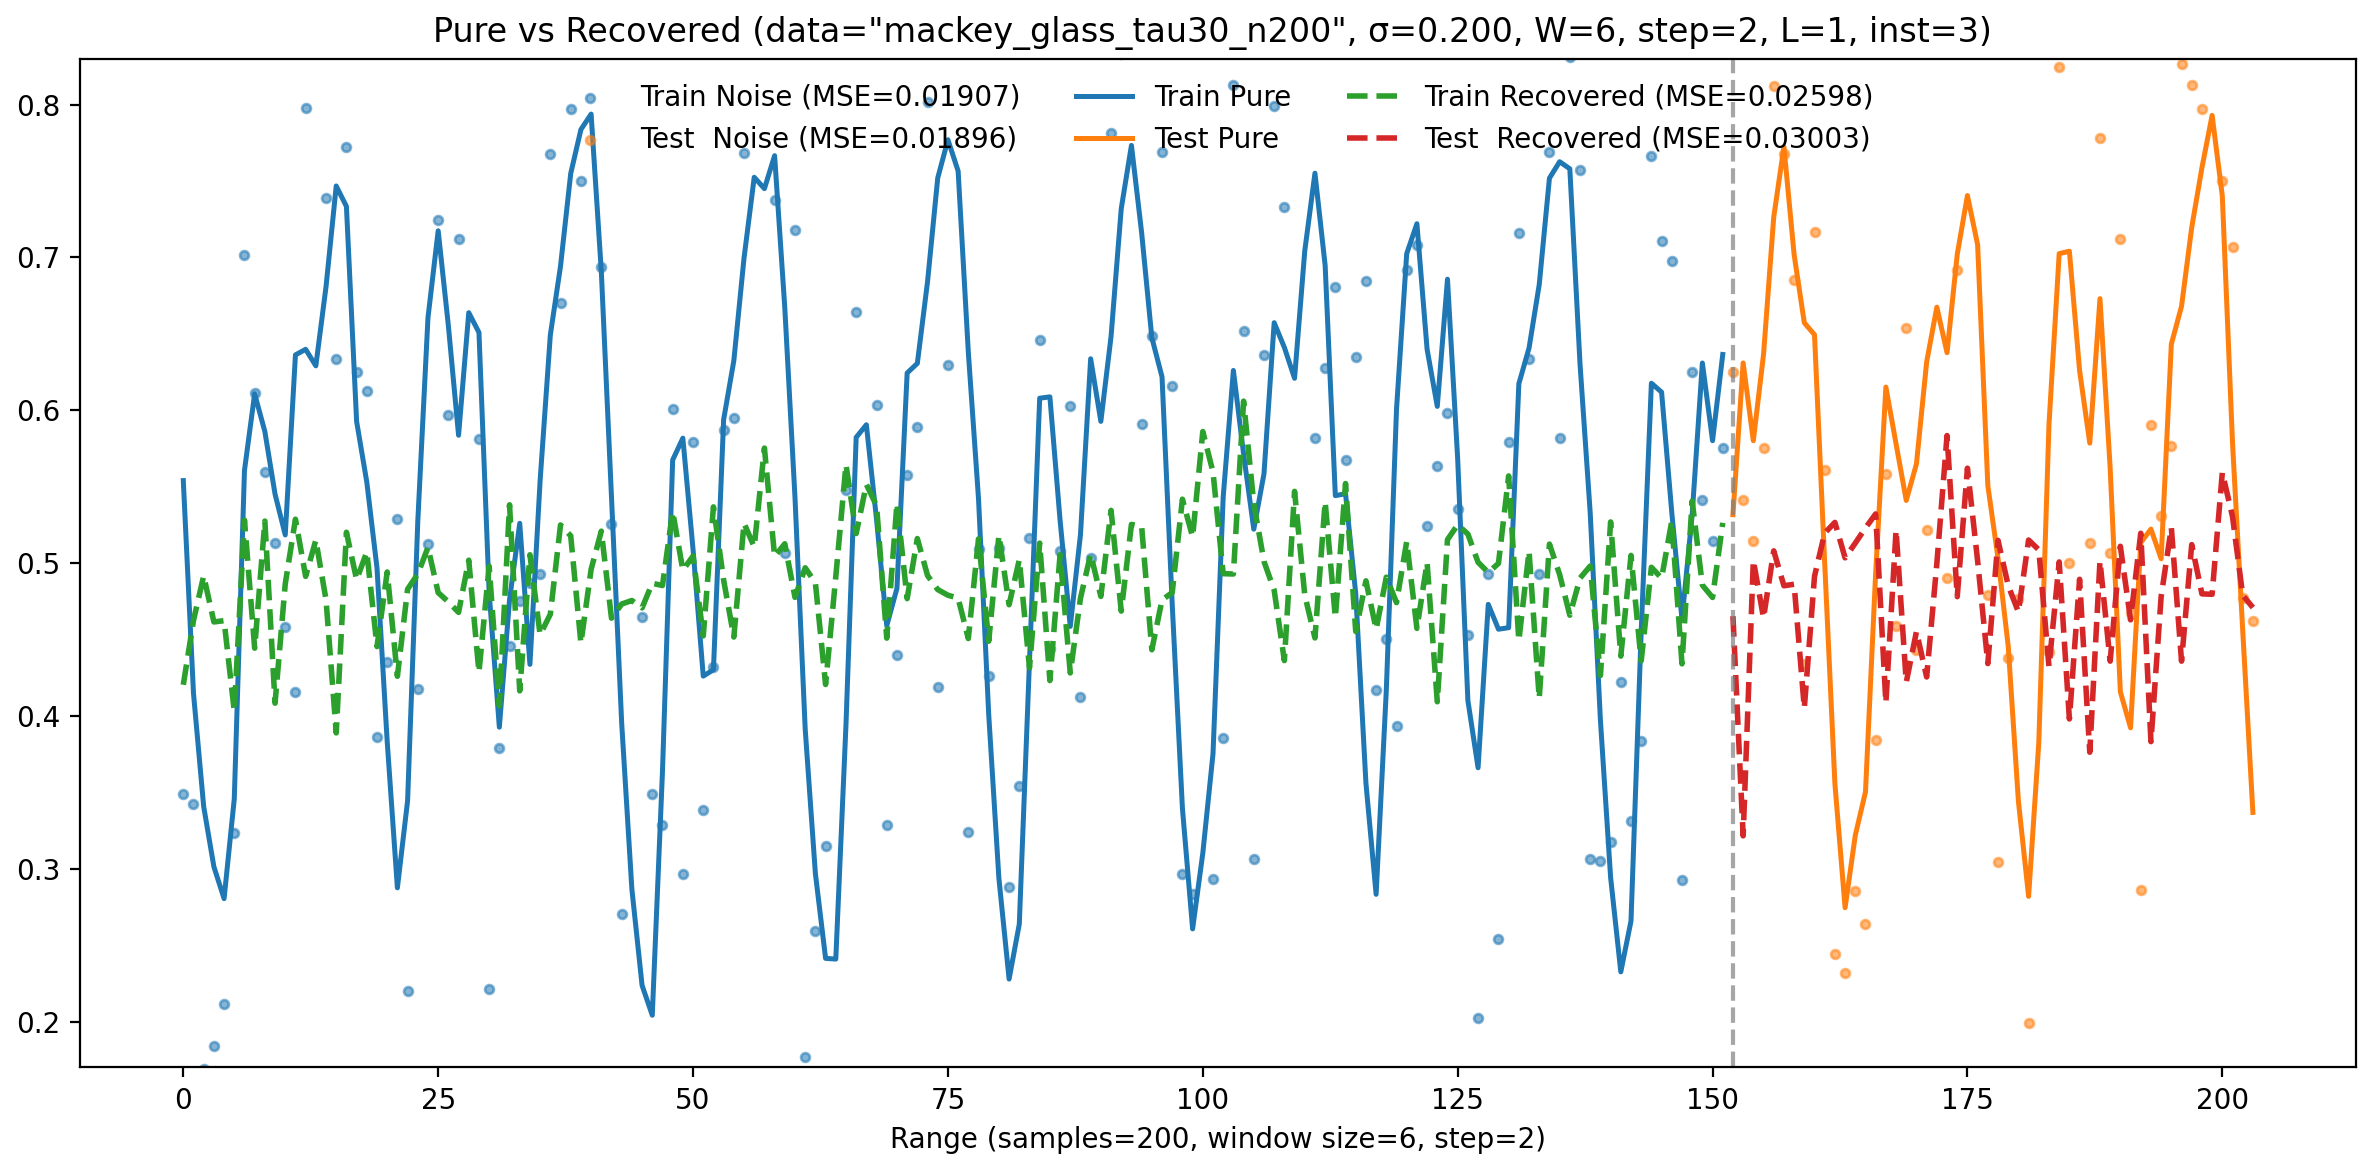 Pure vs Recovered (data="mackey_glass_tau30_n200", σ=0.200, W=6, step=2, L=1, inst=3)
Train Noise (MSE=0.01907) Train Pure Train Recovered (MSE=0.02598)
Test  Noise (MSE=0.01896) Test Pure Test  Recovered (MSE=0.03003)
0.8
0.7
0.6
0.5
0.4
0.3
0.2
0 25 50 75 100 125 150 175 200
Range (samples=200, window size=6, step=2)